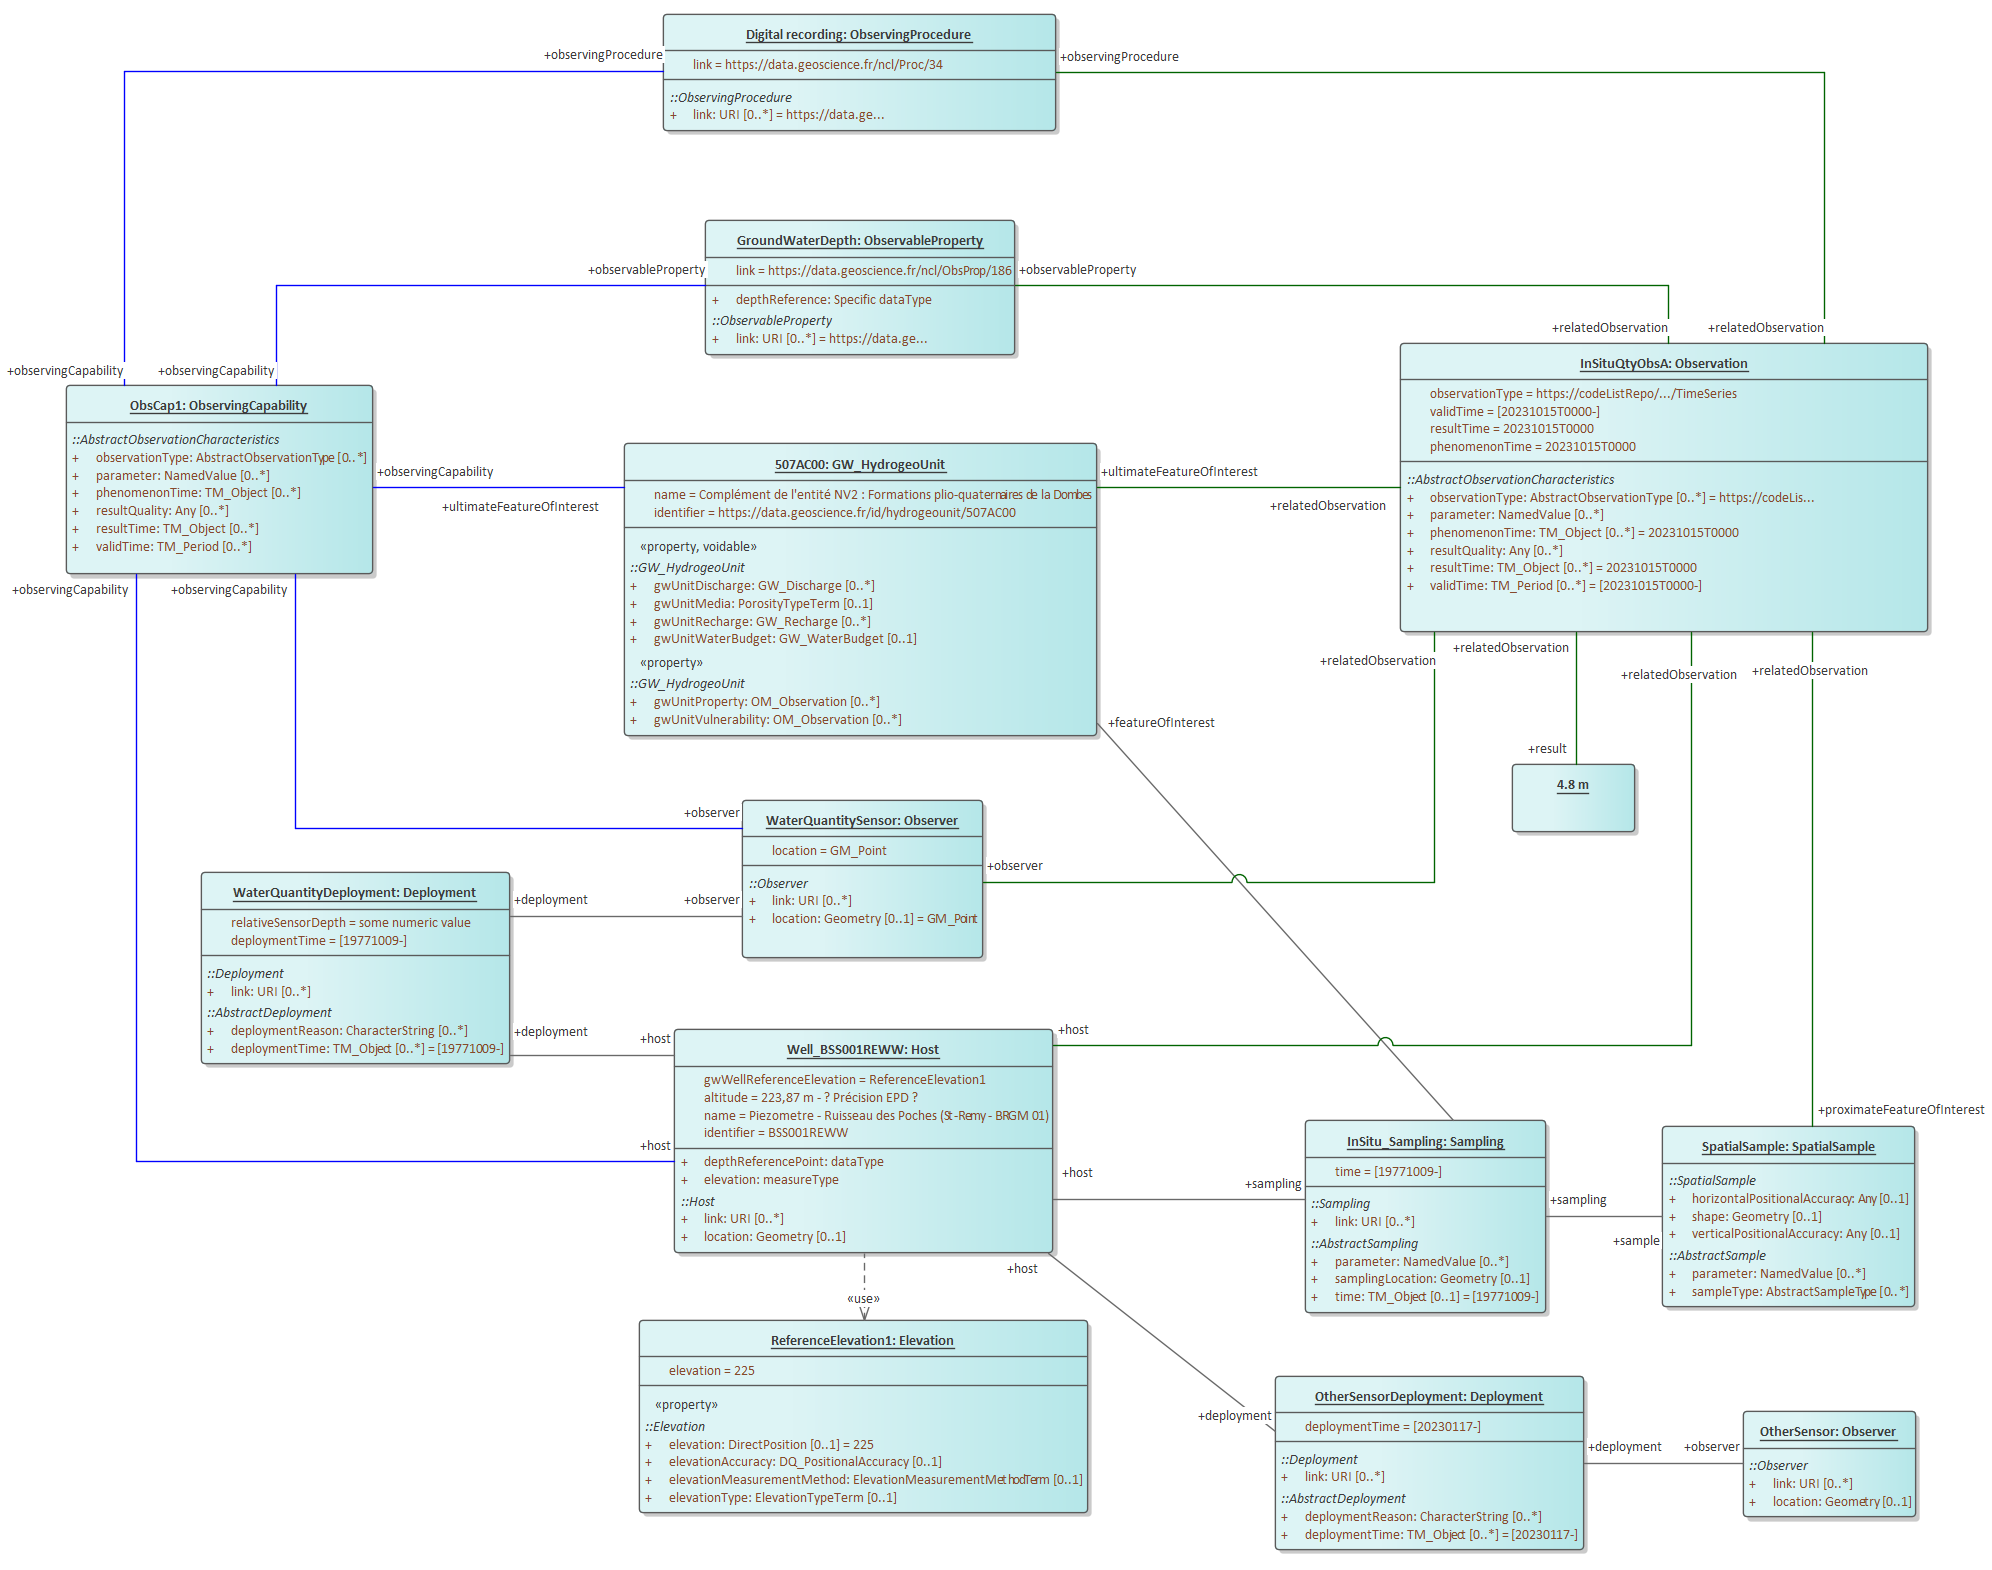 Digital recording: ObservingProcedure
link = https://data.geoscience.fr/ncl/Proc/34
::ObservingProcedure
+ link: URI [0..*] = https://data.ge...
+observingProcedure
+observingProcedure
GroundWaterDepth: ObservableProperty
link = https://data.geoscience.fr/ncl/ObsProp/186
+ depthReference: Specific dataType
::ObservableProperty
+ link: URI [0..*] = https://data.ge...
+observableProperty
+observableProperty
+relatedObservation
+relatedObservation
+observingCapability
+observingCapability
ObsCap1: ObservingCapability
::AbstractObservationCharacteristics
+ observationType: AbstractObservationType [0..*]
+ parameter: NamedValue [0..*]
+ phenomenonTime: TM_Object [0..*]
+ resultQuality: Any [0..*]
+ resultTime: TM_Object [0..*]
+ validTime: TM_Period [0..*]
+observingCapability
+ultimateFeatureOfInterest
+observingCapability
+observingCapability
507AC00: GW_HydrogeoUnit
name = Complément de l'entité NV2 : Formations plio-quaternaires de la Dombes
identifier = https://data.geoscience.fr/id/hydrogeounit/507AC00
«property, voidable»
::GW_HydrogeoUnit
+ gwUnitDischarge: GW_Discharge [0..*]
+ gwUnitMedia: PorosityTypeTerm [0..1]
+ gwUnitRecharge: GW_Recharge [0..*]
+ gwUnitWaterBudget: GW_WaterBudget [0..1]
«property»
::GW_HydrogeoUnit
+ gwUnitProperty: OM_Observation [0..*]
+ gwUnitVulnerability: OM_Observation [0..*]
+ultimateFeatureOfInterest
+relatedObservation
+featureOfInterest
InSituQtyObsA: Observation
observationType = https://codeListRepo/.../TimeSeries
validTime = [20231015T0000-]
resultTime = 20231015T0000
phenomenonTime = 20231015T0000
::AbstractObservationCharacteristics
+ observationType: AbstractObservationType [0..*] = https://codeLis...
+ parameter: NamedValue [0..*]
+ phenomenonTime: TM_Object [0..*] = 20231015T0000
+ resultQuality: Any [0..*]
+ resultTime: TM_Object [0..*] = 20231015T0000
+ validTime: TM_Period [0..*] = [20231015T0000-]
+relatedObservation
+relatedObservation
+relatedObservation
+relatedObservation
+result
4.8 m
+observer
WaterQuantitySensor: Observer
location = GM_Point
::Observer
+ link: URI [0..*]
+ location: Geometry [0..1] = GM_Point
+observer
+deployment
+observer
WaterQuantityDeployment: Deployment
relativeSensorDepth = some numeric value
deploymentTime = [19771009-]
::Deployment
+ link: URI [0..*]
::AbstractDeployment
+ deploymentReason: CharacterString [0..*]
+ deploymentTime: TM_Object [0..*] = [19771009-]
+deployment
+host
+host
+host
Well_BSS001REWW: Host
gwWellReferenceElevation = ReferenceElevation1
altitude = 223,87 m - ? Précision EPD ?
name = Piezometre - Ruisseau des Poches (St-Remy - BRGM 01)
identifier = BSS001REWW
+ depthReferencePoint: dataType
+ elevation: measureType
::Host
+ link: URI [0..*]
+ location: Geometry [0..1]
+host
+sampling
+host
«use»
InSitu_Sampling: Sampling
time = [19771009-]
::Sampling
+ link: URI [0..*]
::AbstractSampling
+ parameter: NamedValue [0..*]
+ samplingLocation: Geometry [0..1]
+ time: TM_Object [0..1] = [19771009-]
+sampling
+sample
+proximateFeatureOfInterest
SpatialSample: SpatialSample
::SpatialSample
+ horizontalPositionalAccuracy: Any [0..1]
+ shape: Geometry [0..1]
+ verticalPositionalAccuracy: Any [0..1]
::AbstractSample
+ parameter: NamedValue [0..*]
+ sampleType: AbstractSampleType [0..*]
ReferenceElevation1: Elevation
elevation = 225
«property»
::Elevation
+ elevation: DirectPosition [0..1] = 225
+ elevationAccuracy: DQ_PositionalAccuracy [0..1]
+ elevationMeasurementMethod: ElevationMeasurementMethodTerm [0..1]
+ elevationType: ElevationTypeTerm [0..1]
+deployment
OtherSensorDeployment: Deployment
deploymentTime = [20230117-]
::Deployment
+ link: URI [0..*]
::AbstractDeployment
+ deploymentReason: CharacterString [0..*]
+ deploymentTime: TM_Object [0..*] = [20230117-]
+deployment
+observer
OtherSensor: Observer
::Observer
+ link: URI [0..*]
+ location: Geometry [0..1]